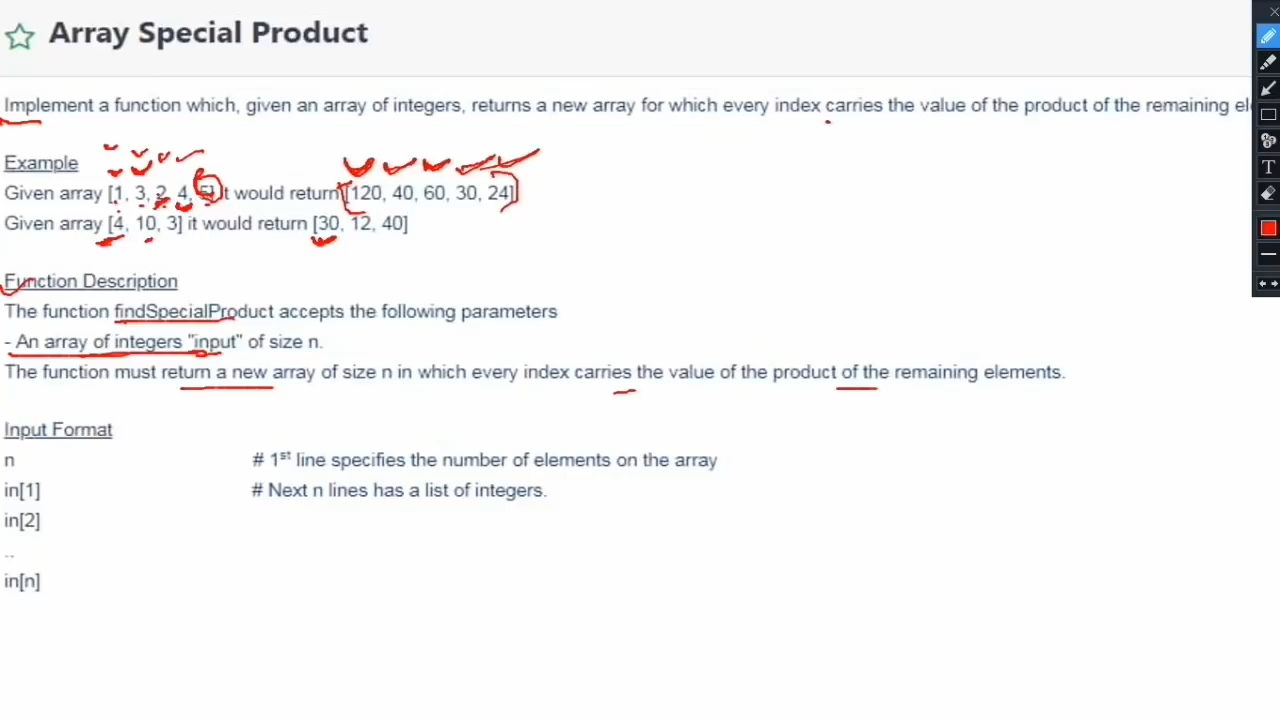 Array Special Product
Implement a function which, given an array of integers, returns a new array for which every index carries the value of the product of the remaining
Example
Given array [1, 3, 2, 4, 5] it would return [120, 40, 60, 30, 24]
Given array [4, 10, 3] it would return [30, 12, 40]
Function Description
The function findSpecialProduct accepts the following parameters
- An array of integers "input" of size n.
The function must return a new array of size n in which every index carries the value of the product of the remaining elements.
Input Format
n # 1st line specifies the number of elements on the array
in[1] # Next n lines has a list of integers.
in[2]
..
in[n]